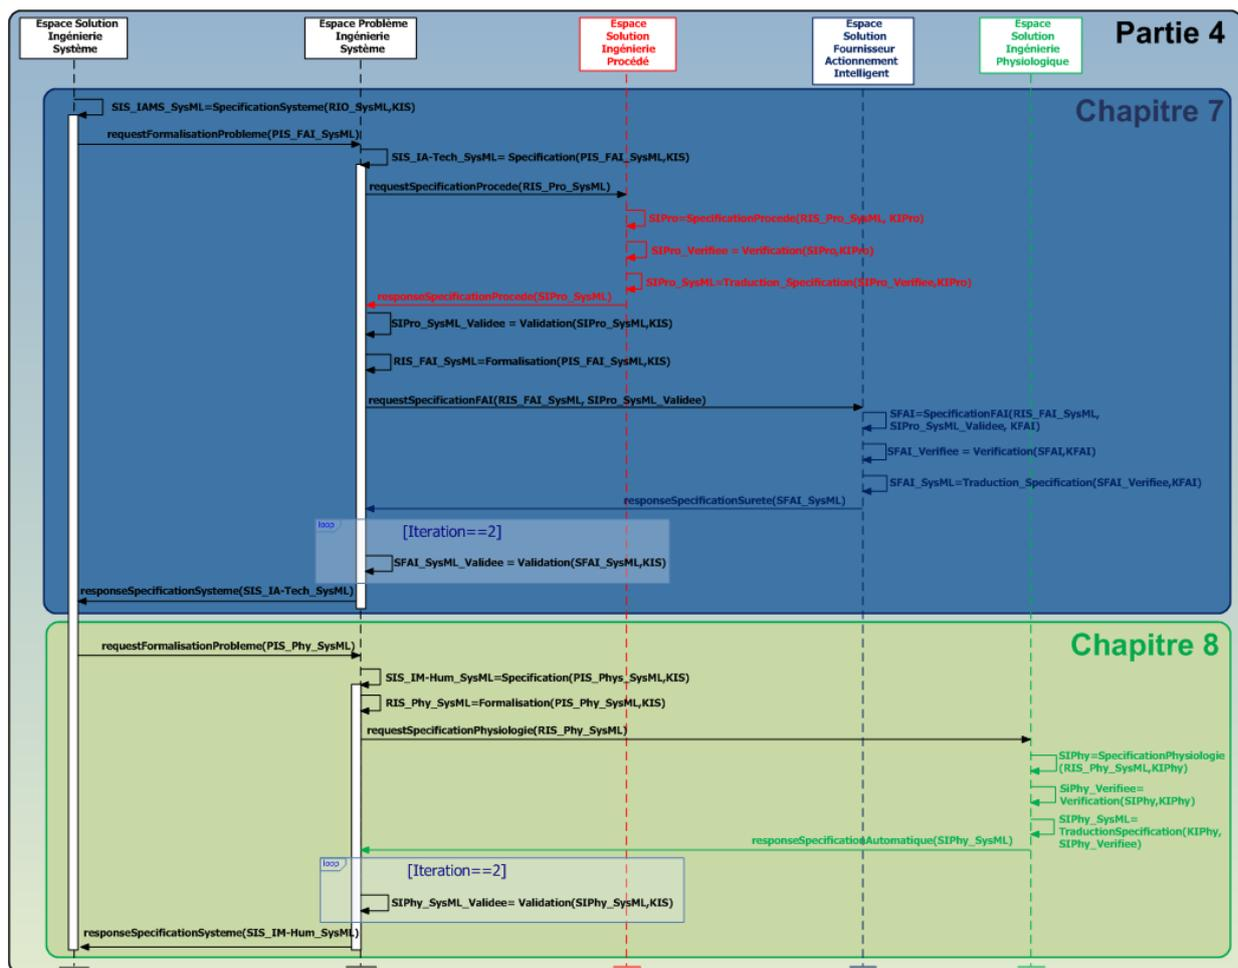 Espace Solution
Ingénierie
Système
Espace Problème
Ingénierie
Système
Espace
Solution
Ingénierie
Procédé
Espace
Solution
Fournisseur
Actionnement
Intelligent
Espace
Solution
Ingénierie
Physiologique
Partie 4
Chapitre 7
SIS_IAMS_SysML=SpecificationSysteme(RIO_SysML,KIS)
requestFormalisationProbleme(PIS_FAI_SysML)
SIS_IA-Tech_SysML= Specification(PIS_FAI_SysML,KIS)
requestSpecificationProcede(RIS_Pro_SysML)
SIPro=SpecificationProcede(RIS_Pro_SysML, KIPro)
SIPro_Verifiee = Verification(SIPro,KIPro)
SIPro_SysML=Traduction_Specification(SIPro_Verifiee,KIPro)
responseSpecificationProcede(SIPro_SysML)
SIPro_SysML_Validee = Validation(SIPro_SysML,KIS)
RIS_FAI_SysML=Formalisation(PIS_FAI_SysML,KIS)
requestSpecificationFAI(RIS_FAI_SysML, SIPro_SysML_Validee)
SFAI=SpecificationFAI(RIS_FAI_SysML,
SIPro_SysML_Validee, KFAI)
SFAI_Verifiee = Verification(SFAI,KFAI)
SFAI_SysML=Traduction_Specification(SFAI_Verifiee,KFAI)
responseSpecificationSurete(SFAI_SysML)
loop
[Iteration==2]
SFAI_SysML_Validee = Validation(SFAI_SysML,KIS)
responseSpecificationSysteme(SIS_IA-Tech_SysML)
Chapitre 8
requestFormalisationProbleme(PIS_Phy_SysML)
SIS_IM-Hum_SysML=Specification(PIS_Phys_SysML,KIS)
RIS_Phy_SysML=Formalisation(PIS_Phy_SysML,KIS)
requestSpecificationPhysiologie(RIS_Phy_SysML)
SIPhy=SpecificationPhysiologie
(RIS_Phy_SysML,KIPhy)
SiPhy_Verifiee=
Verification(SIPhy,KIPhy)
SIPhy_SysML=
TraductionSpecification(KIPhy,
SIPhy_Verifiee)
responseSpecificationAutomatique(SIPhy_SysML)
loop
[Iteration==2]
SIPhy_SysML_Validee= Validation(SIPhy_SysML,KIS)
responseSpecificationSysteme(SIS_IM-Hum_SysML)